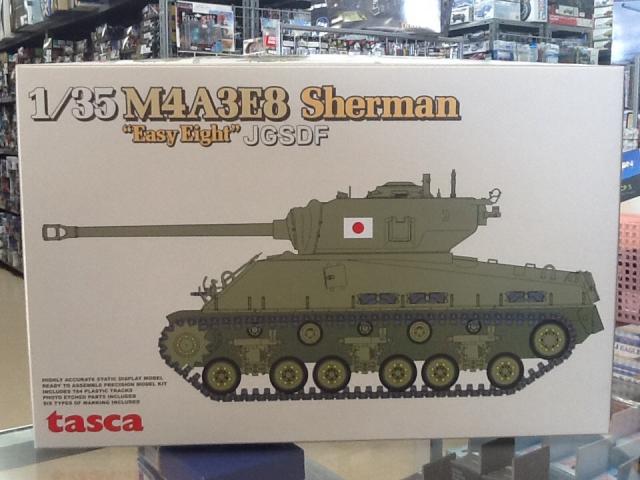 1/35 M4A3E8 Sherman
"Easy Eight" JGSDF
HIGHLY ACCURATE STATIC DISPLAY MODEL
READY TO ASSEMBLE PRECISION MODEL KIT
INCLUDES 164 PLASTIC TRACKS
PHOTO ETCHED PARTS INCLUDED
SIX TYPES OF MARKING INCLUDED
tasca